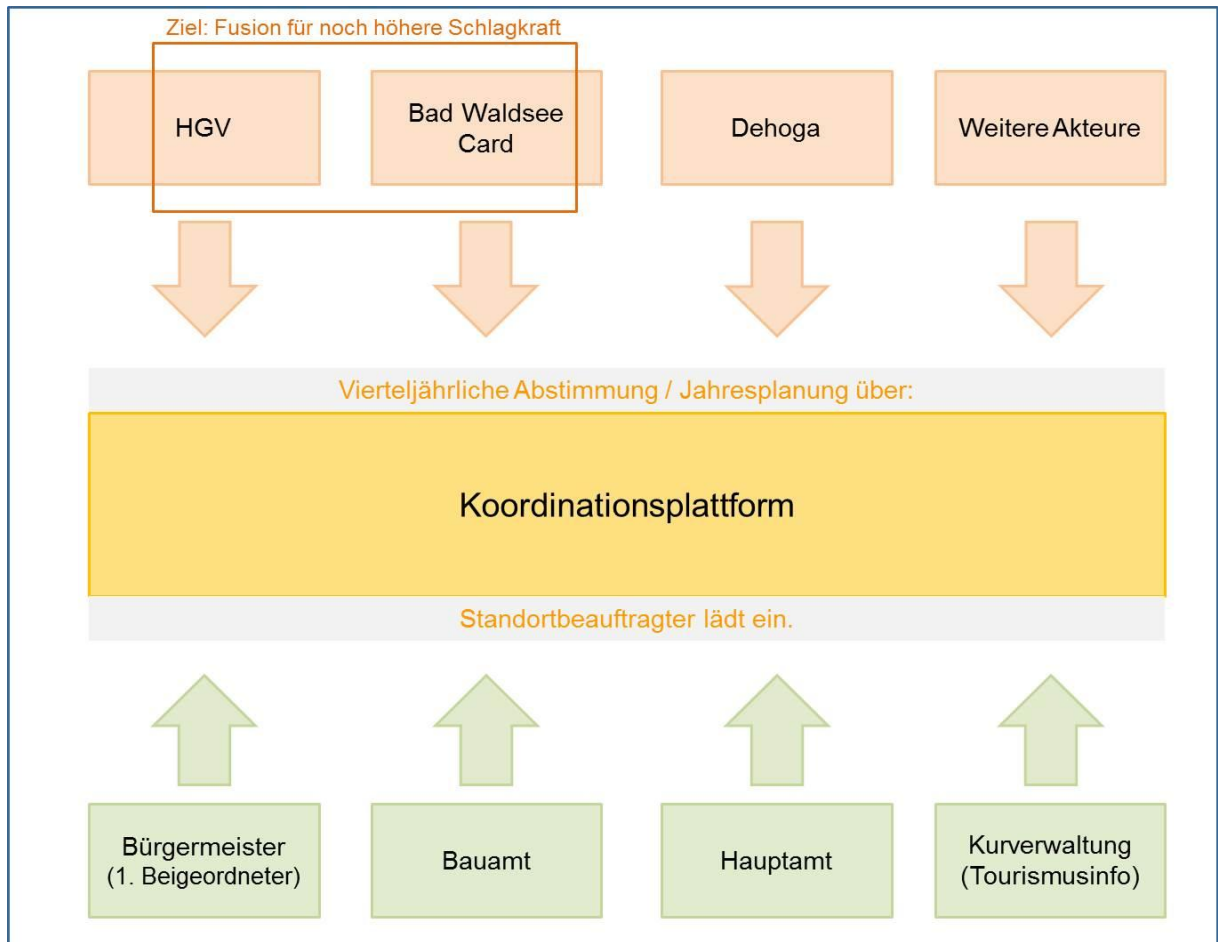 Ziel: Fusion für noch höhere Schlagkraft
HGV
Bad Waldsee
Card
Dehoga
Weitere Akteure
Vierteljährliche Abstimmung / Jahresplanung über:
Koordinationsplattform
Standortbeauftragter lädt ein.
Bürgermeister
(1. Beigeordneter)
Bauamt
Hauptamt
Kurverwaltung
(Tourismusinfo)